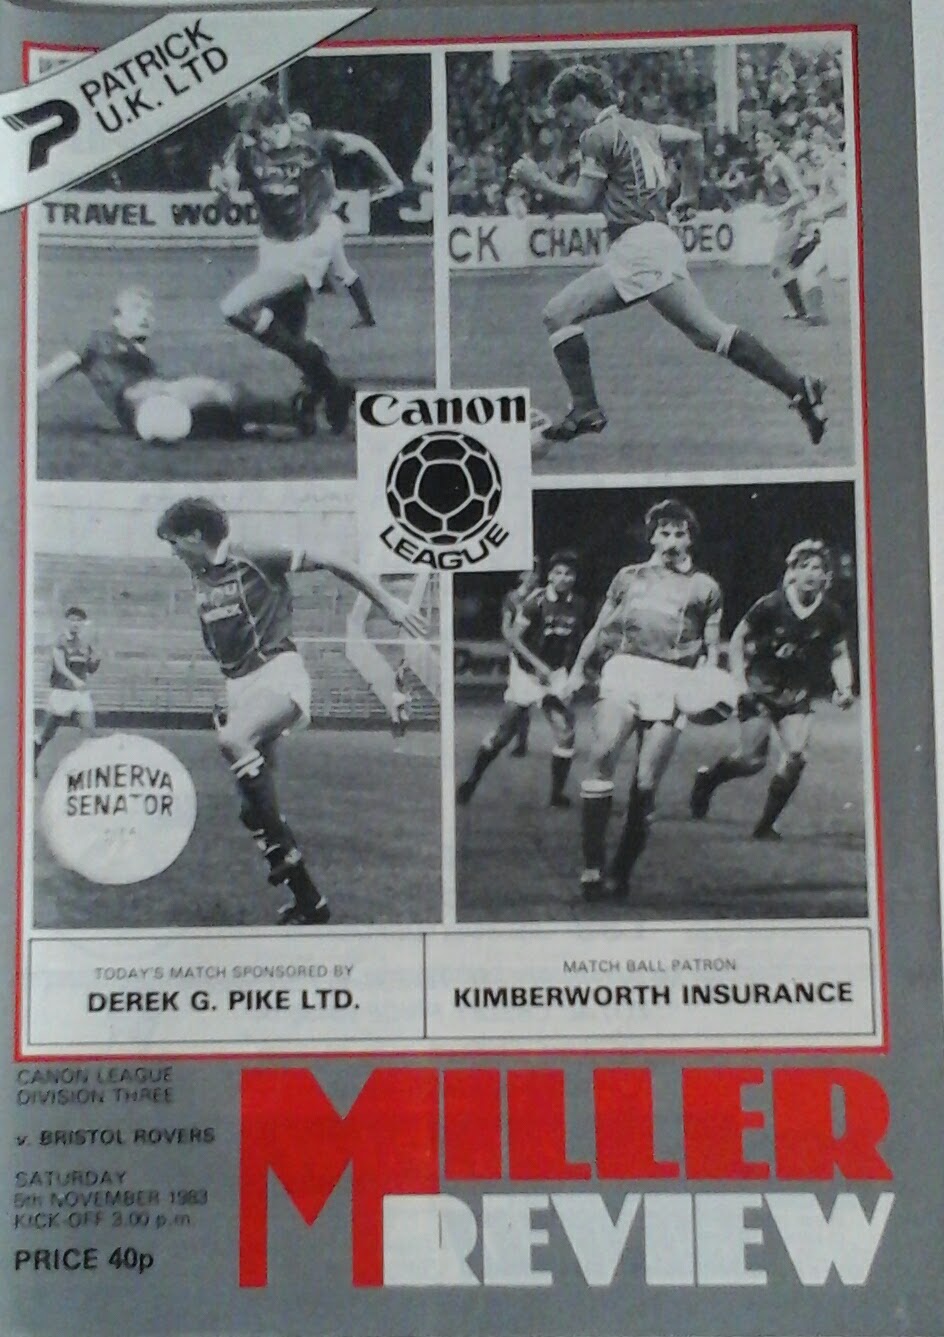 PATRICK
U.K. LTD
TRAVEL WOOD
CK CHANT DEO
Canon
LEAGUE
MINERVA
SENATOR
TODAY'S MATCH SPONSORED BY
DEREK G. PIKE LTD.
MATCH BALL PATRON
KIMBERWORTH INSURANCE
CANON LEAGUE
DIVISION THREE
v. BRISTOL ROVERS
SATURDAY
5th NOVEMBER 1983
KICK-OFF 3.00 p.m.
PRICE 40p
MILLER
REVIEW